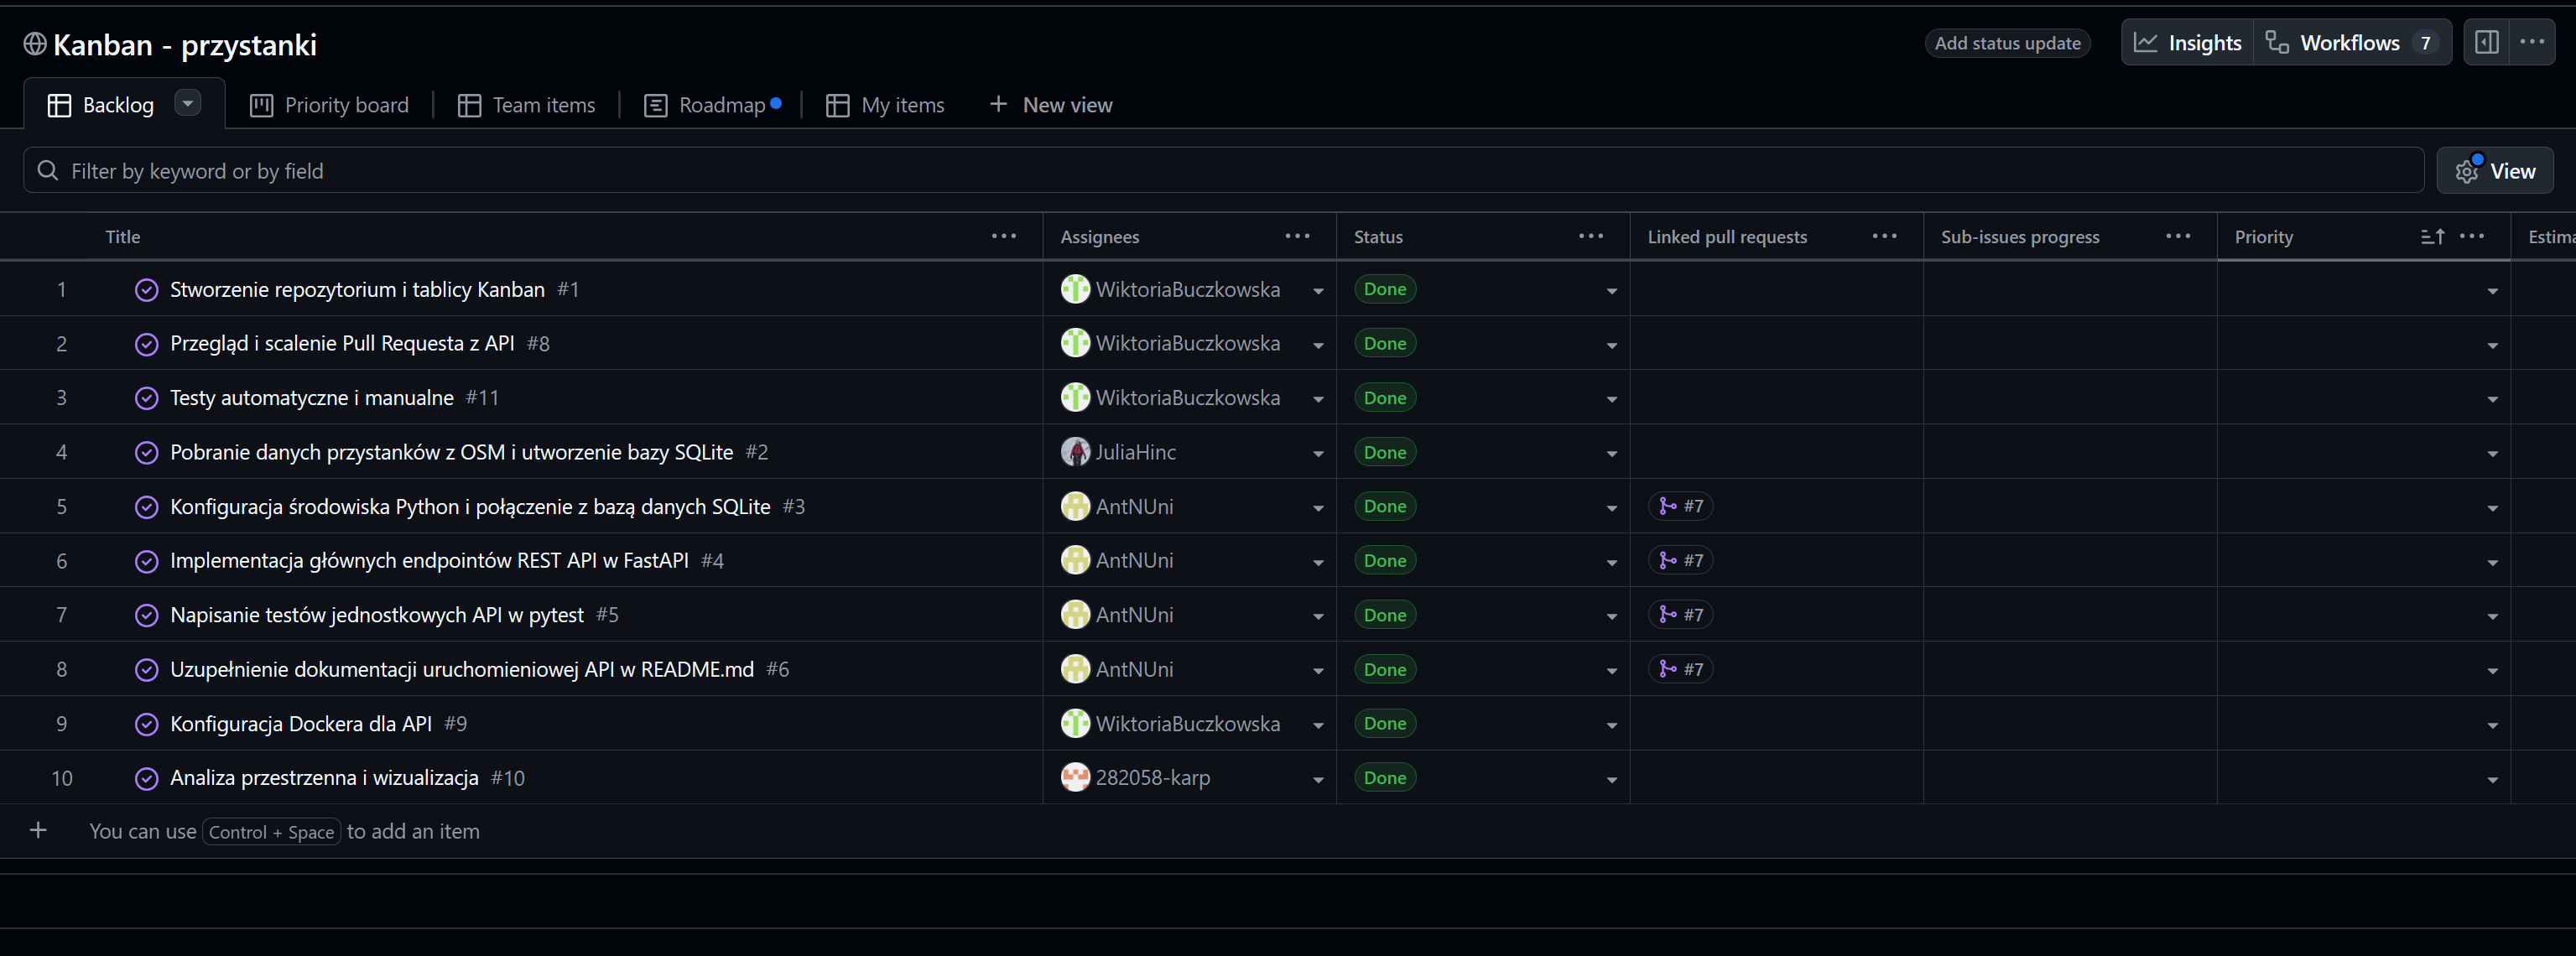 Kanban - przystanki
Add status update
Insights
Workflows 7
Backlog
Priority board
Team items
Roadmap
My items
New view
Filter by keyword or by field
View
Title Assignees Status Linked pull requests Sub-issues progress Priority Estima
1 Stworzenie repozytorium i tablicy Kanban #1 WiktoriaBuczkowska Done
2 Przegląd i scalenie Pull Requesta z API #8 WiktoriaBuczkowska Done
3 Testy automatyczne i manualne #11 WiktoriaBuczkowska Done
4 Pobranie danych przystanków z OSM i utworzenie bazy SQLite #2 JuliaHinc Done
5 Konfiguracja środowiska Python i połączenie z bazą danych SQLite #3 AntNUni Done #7
6 Implementacja głównych endpointów REST API w FastAPI #4 AntNUni Done #7
7 Napisanie testów jednostkowych API w pytest #5 AntNUni Done #7
8 Uzupełnienie dokumentacji uruchomieniowej API w README.md #6 AntNUni Done #7
9 Konfiguracja Dockera dla API #9 WiktoriaBuczkowska Done
10 Analiza przestrzenna i wizualizacja #10 282058-karp Done
You can use Control + Space to add an item